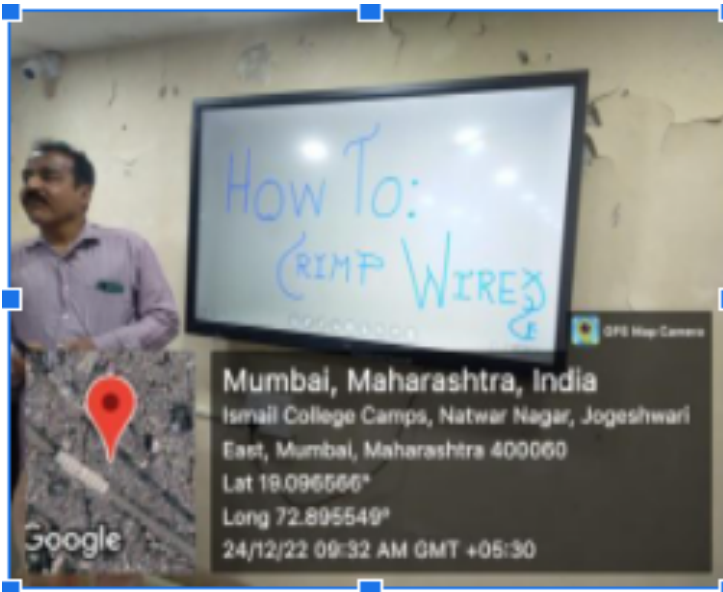 HOW TO:
CRIMP WIRES
GPS Map Camera
Mumbai, Maharashtra, India
Ismail College Camps, Natwar Nagar, Jogeshwari
East, Mumbai, Maharashtra 400060
Lat 19.096566°
Long 72.895549°
24/12/22 09:32 AM GMT +05:30
Google